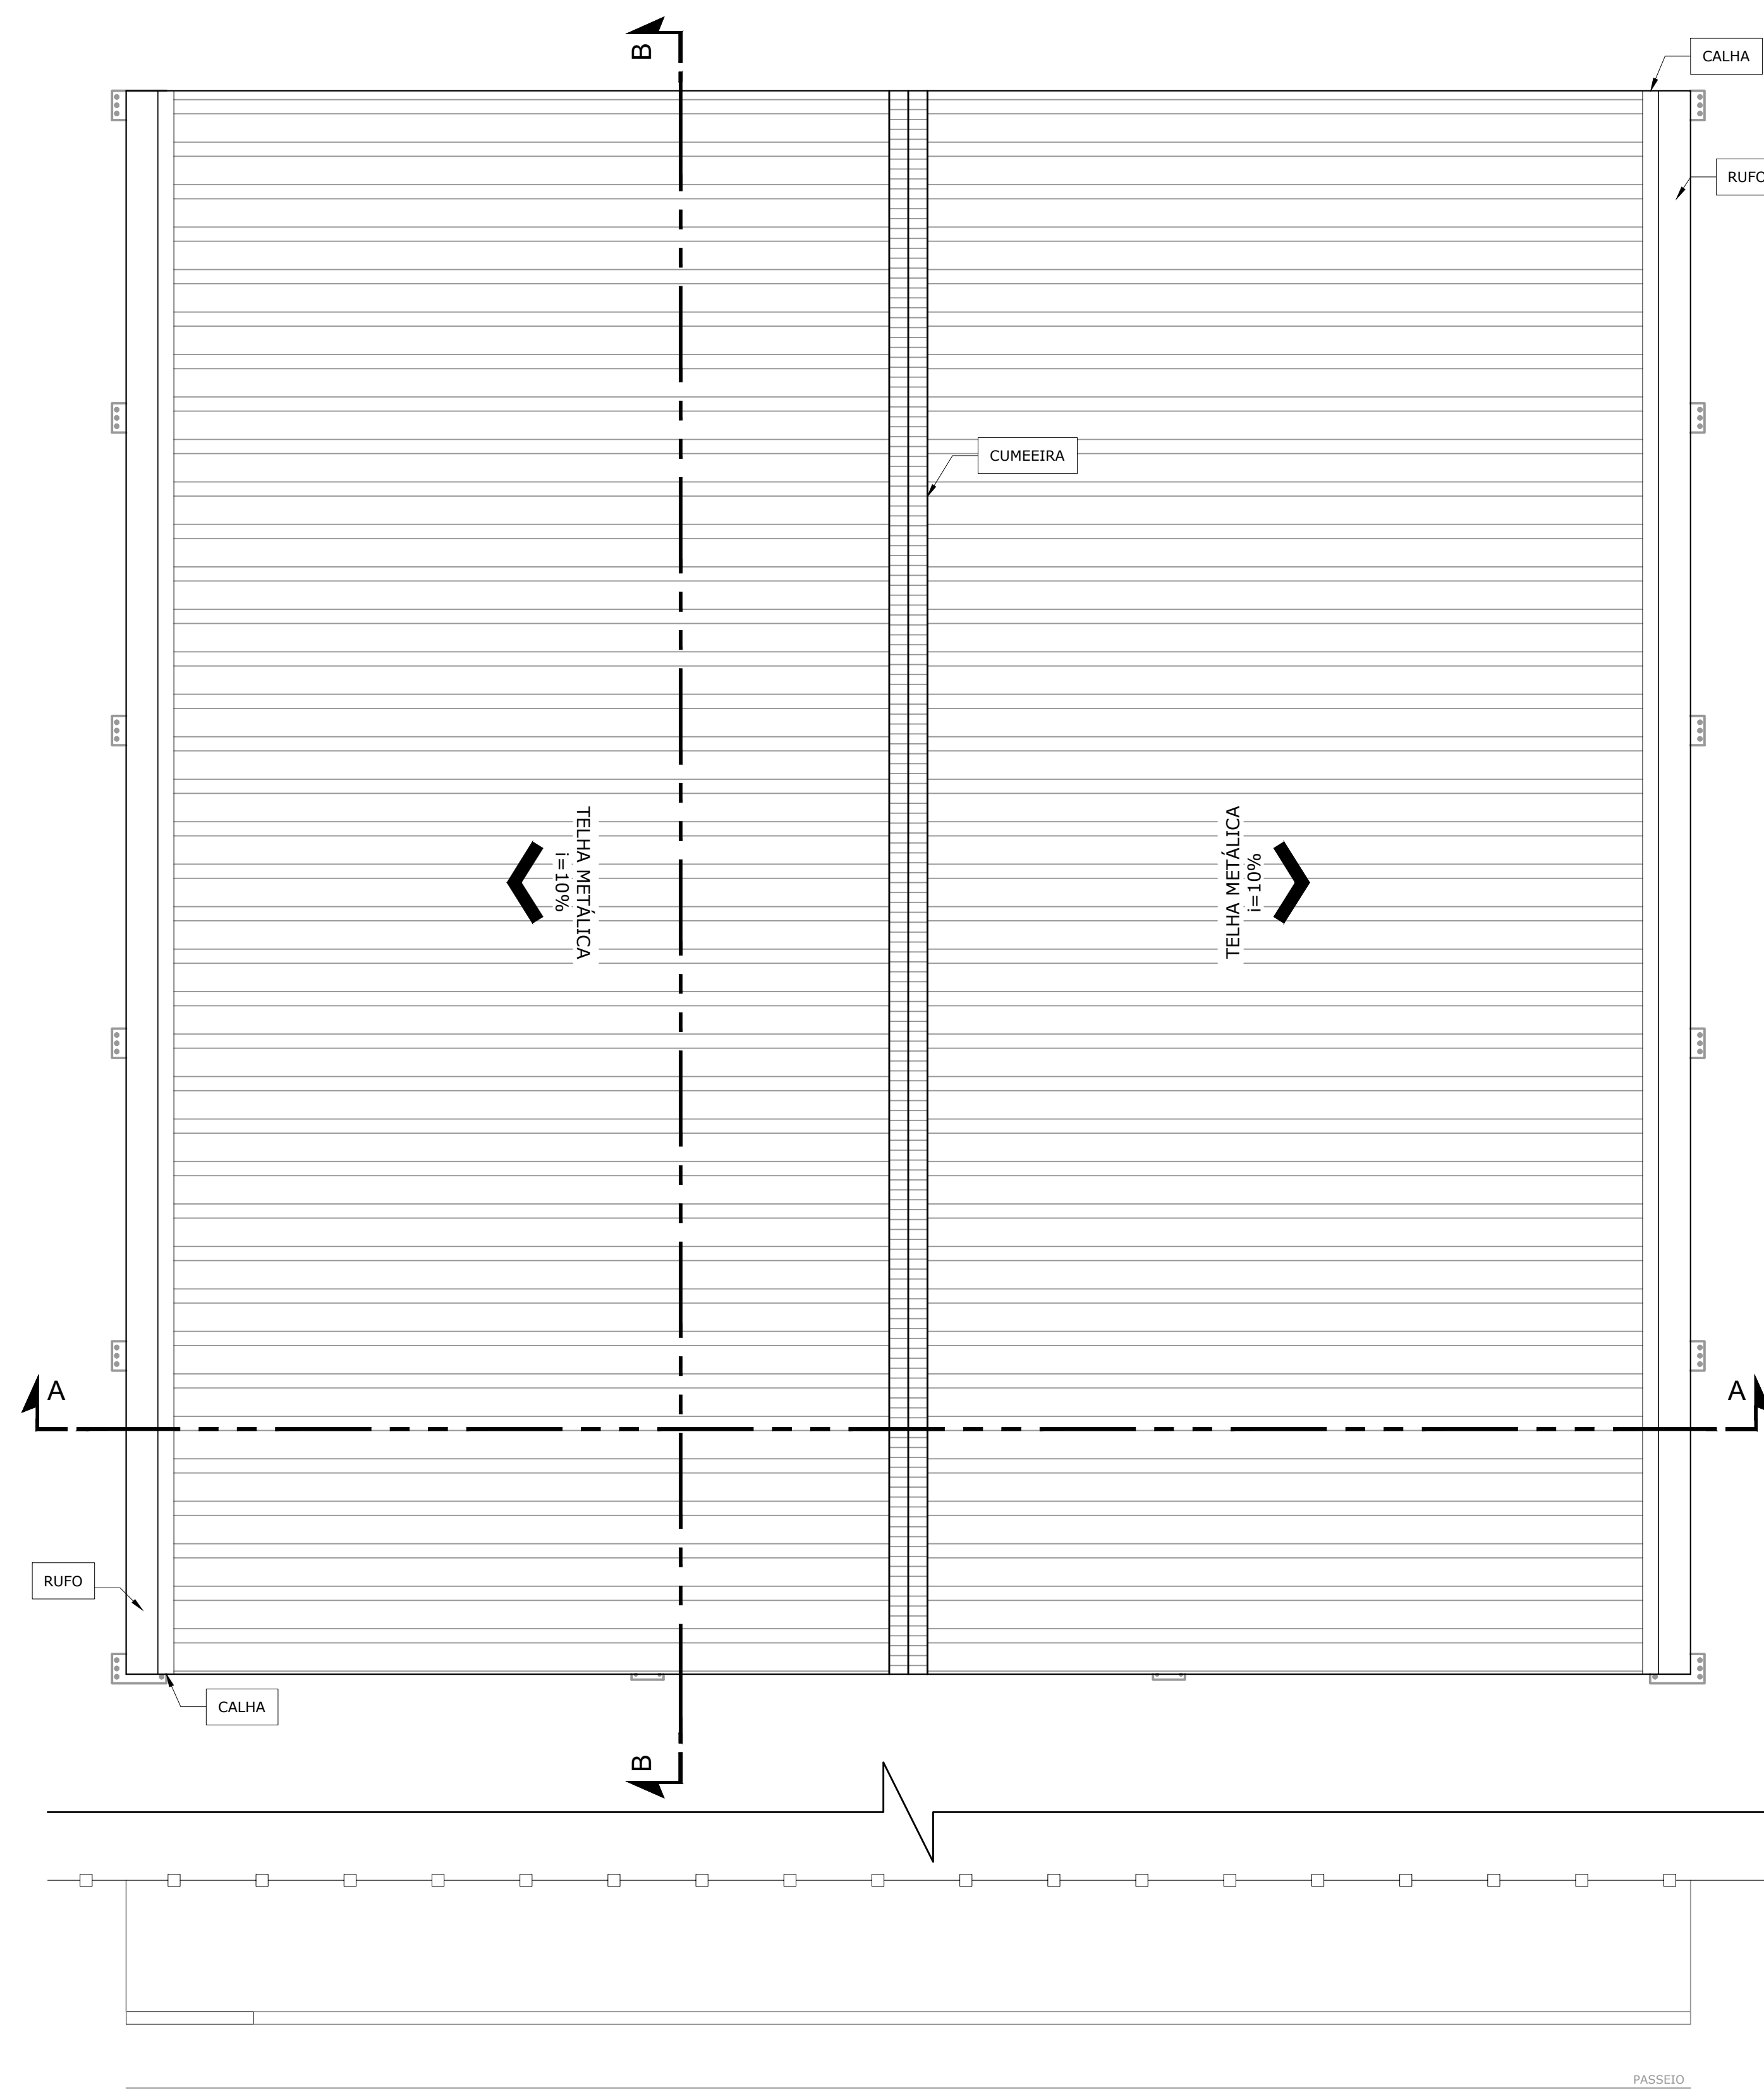 B
CALHA
RUFO
CUMEEIRA
TELHA METÁLICA
i=10%
TELHA METÁLICA
i=10%
A
A
RUFO
CALHA
B
PASSEIO